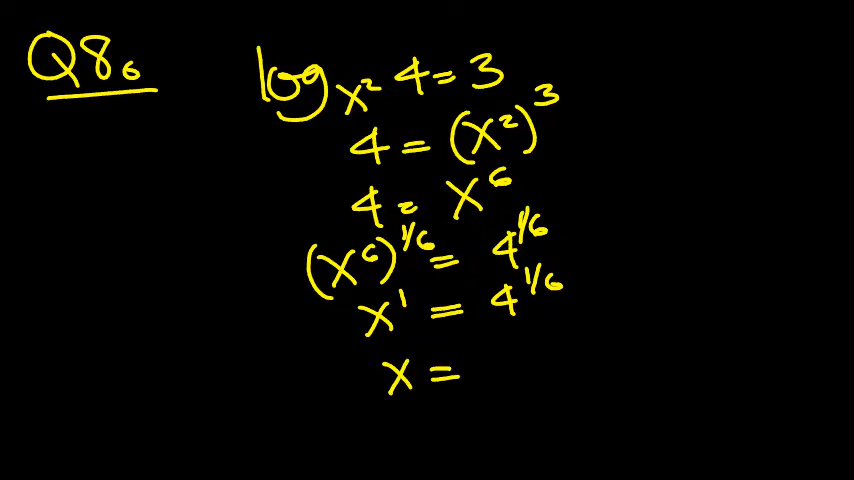 Q8.
log_{x²} 4 = 3
4 = (x²)³
4 = x⁶
(x⁶)^{1/6} = 4^{1/6}
x¹ = 4^{1/6}
x =